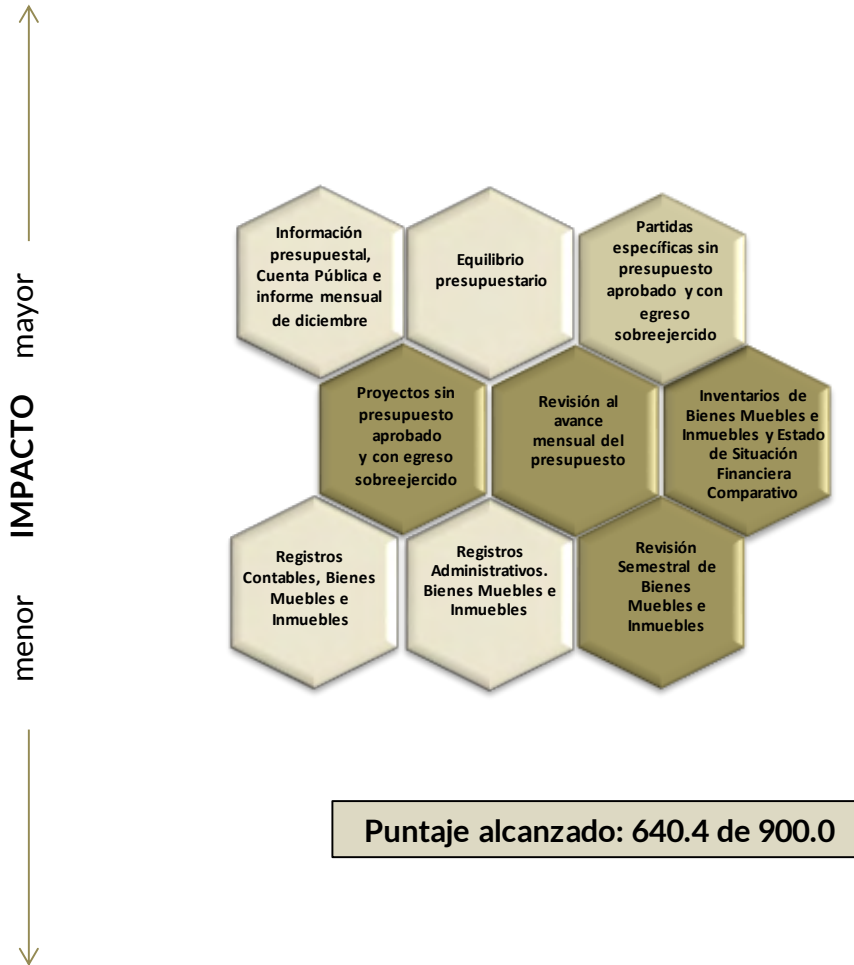 mayor
IMPACTO
menor
Información
presupuestal,
Cuenta Pública e
informe mensual
de diciembre
Equilibrio
presupuestario
Partidas
específicas sin
presupuesto
aprobado y con
egreso
sobreejercido
Proyectos sin
presupuesto
aprobado
y con egreso
sobreejercido
Revisión al
avance
mensual del
presupuesto
Inventarios de
Bienes Muebles e
Inmuebles y Estado
de Situación
Financiera
Comparativo
Registros
Contables, Bienes
Muebles e
Inmuebles
Registros
Administrativos.
Bienes Muebles e
Inmuebles
Revisión
Semestral de
Bienes
Muebles e
Inmuebles
Puntaje alcanzado: 640.4 de 900.0